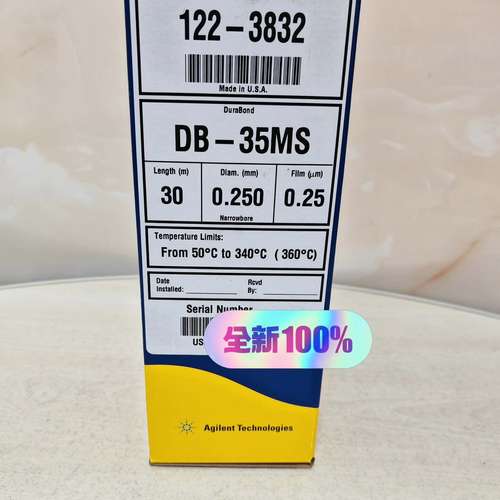 122-3832
Made in U.S.A.
DuraBond
DB-35MS
Length (m) Diam. (mm) Film (μm)
30 0.250 0.25
Narrowbore
Temperature Limits:
From 50°C to 340°C (360°C)
Date Installed: Rcvd By:
Serial Number
US
全新100%
Agilent Technologies